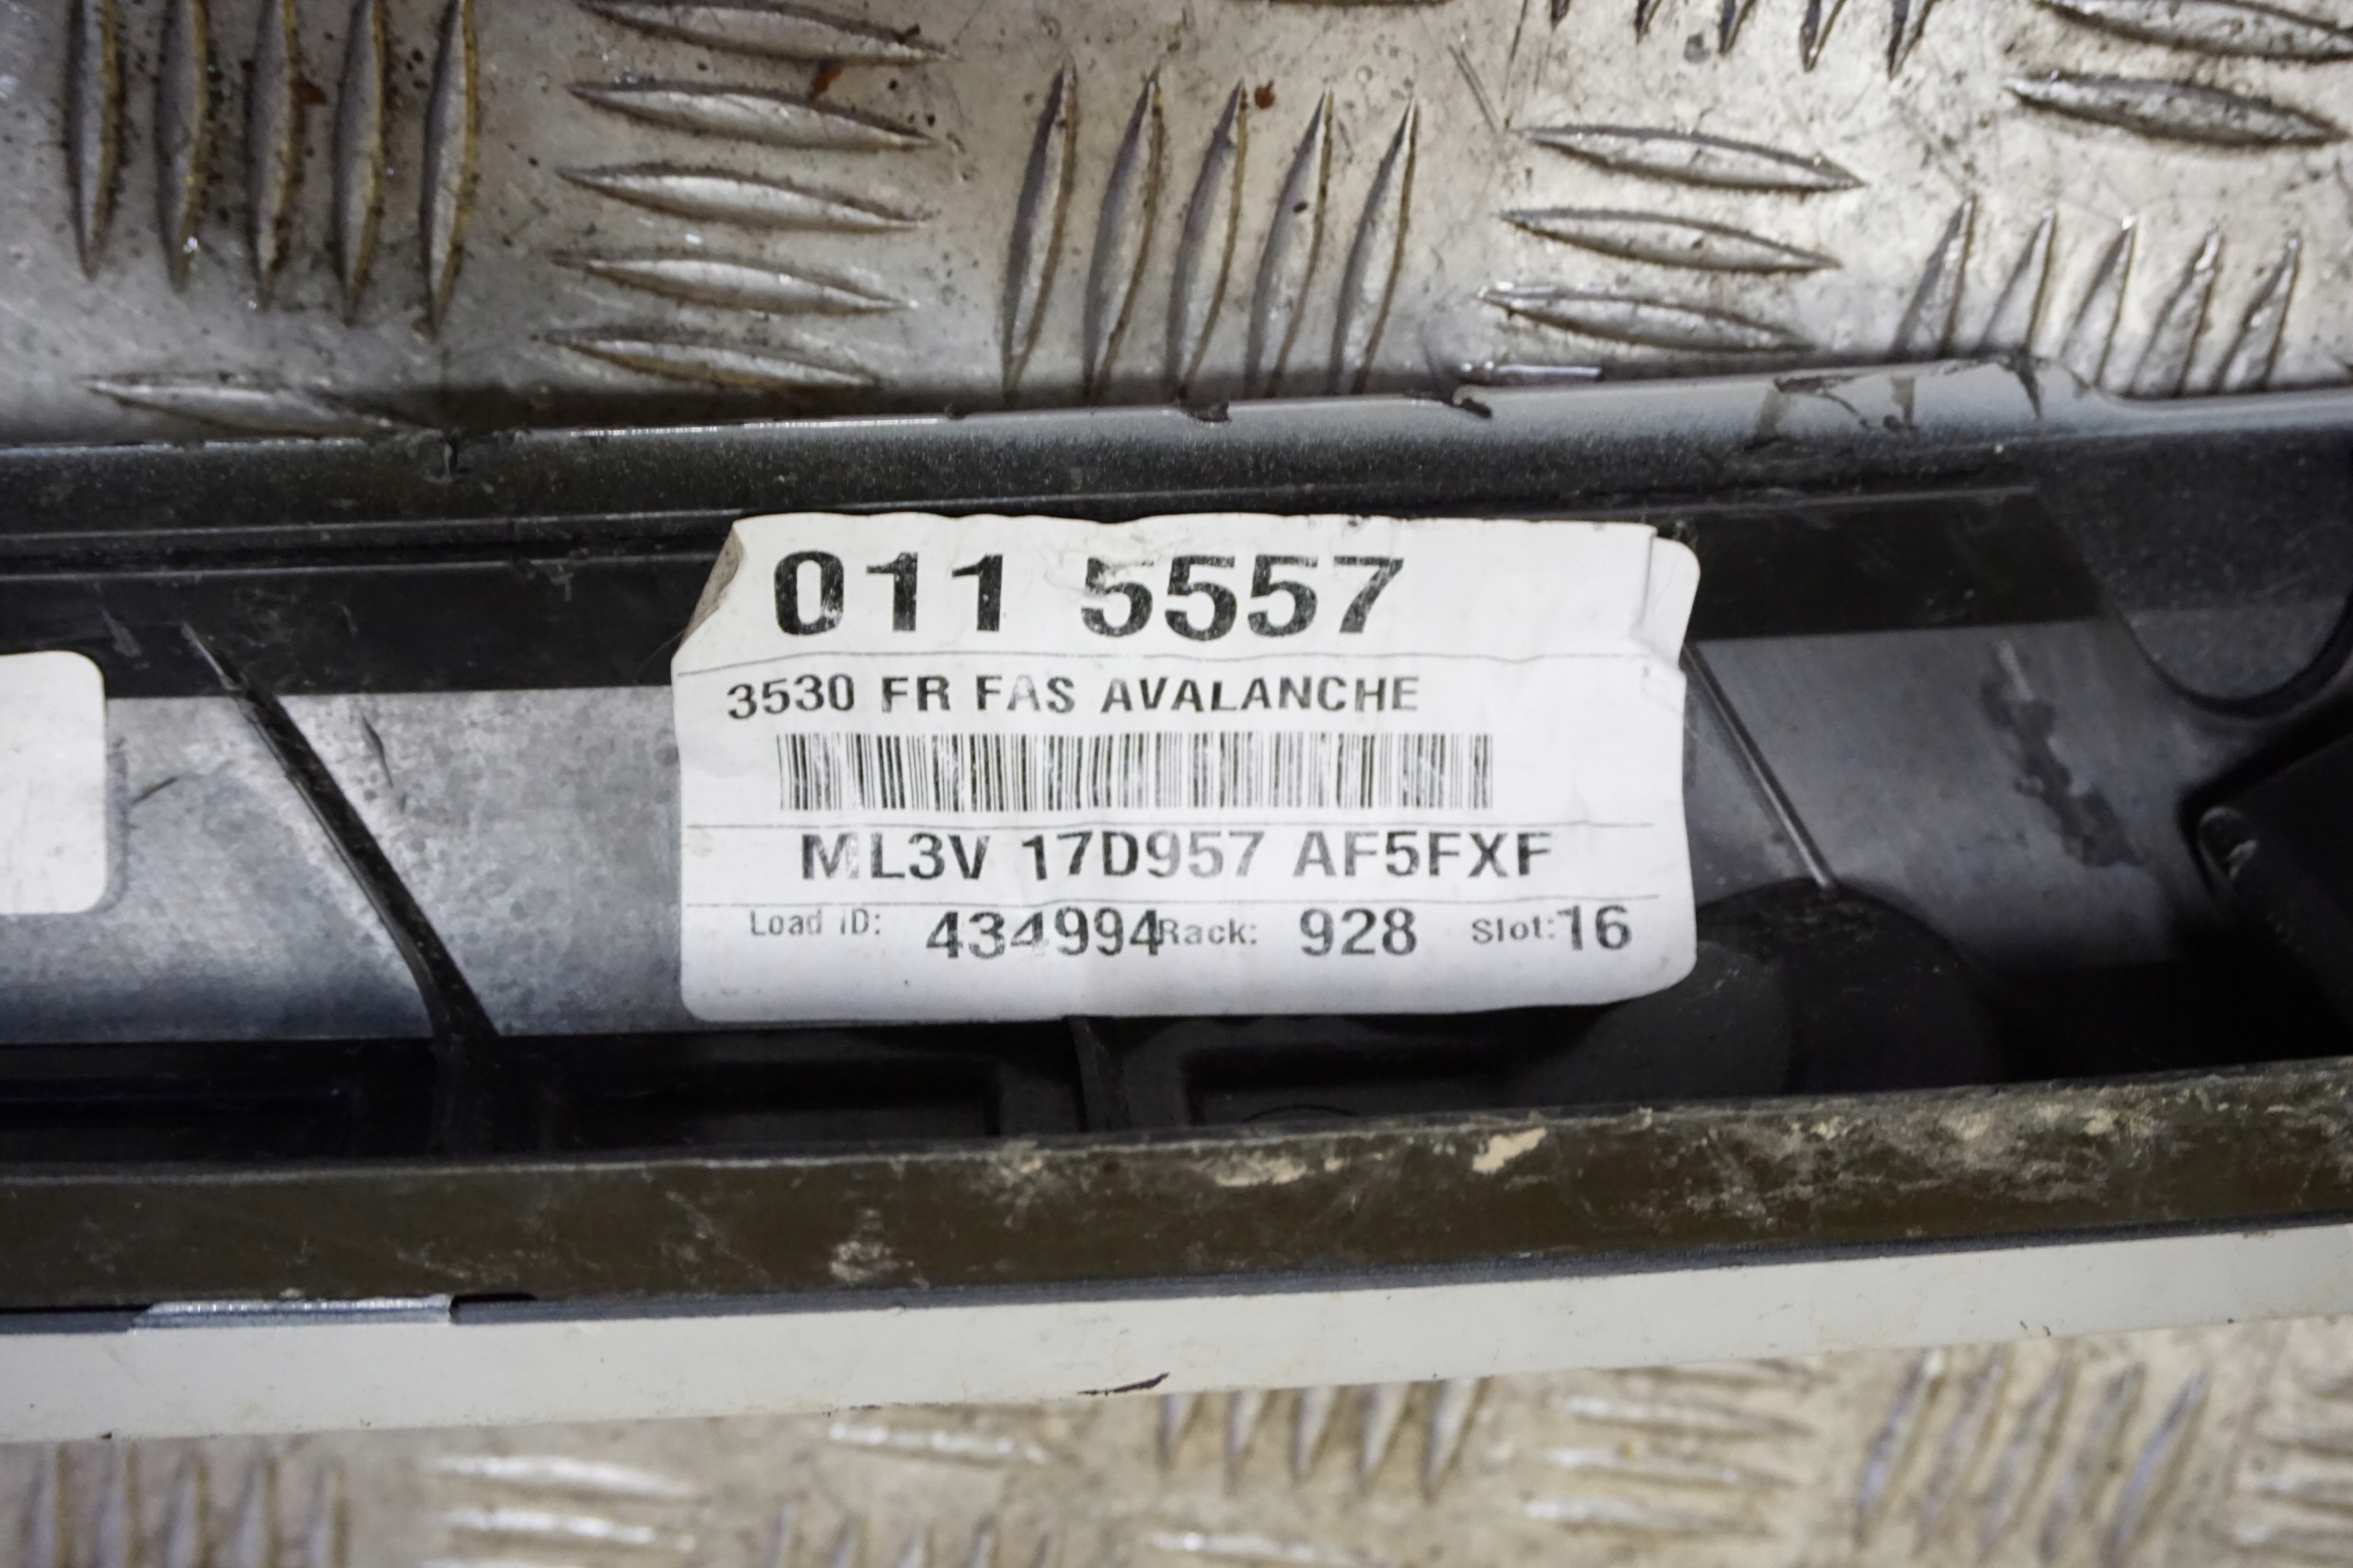 011 5557
3530 FR FAS AVALANCHE
ML3V 17D957 AF5FXF
Load ID: 434994 Rack: 928 Slot: 16